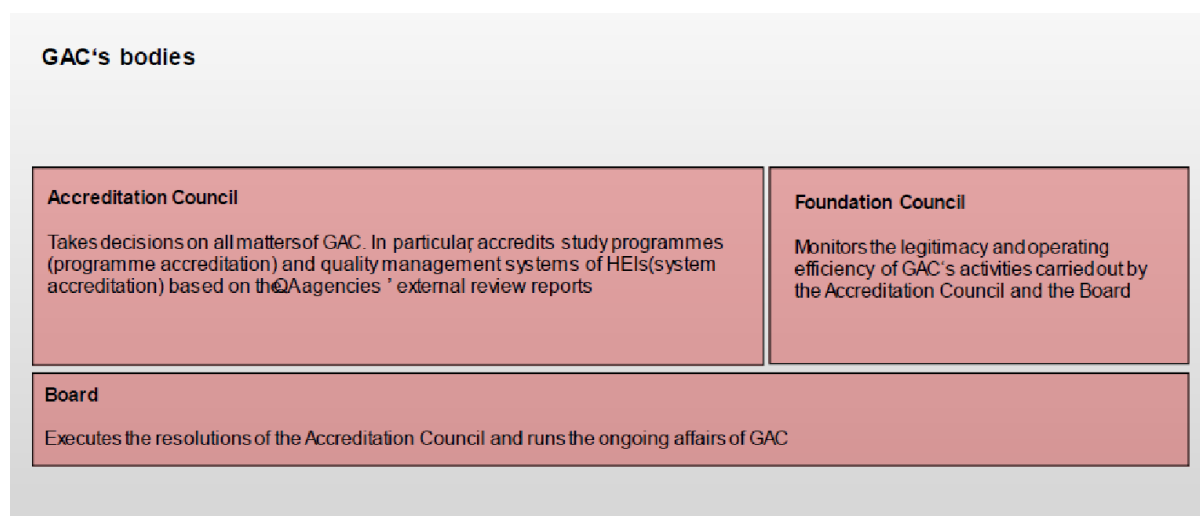 GAC‘s bodies
Accreditation Council
Takes decisions on all matters of GAC. In particular, accredits study programmes
(programme accreditation) and quality management systems of HEIs (system
accreditation) based on the QA agencies ’ external review reports
Foundation Council
Monitors the legitimacy and operating
efficiency of GAC‘s activities carried out by
the Accreditation Council and the Board
Board
Executes the resolutions of the Accreditation Council and runs the ongoing affairs of GAC